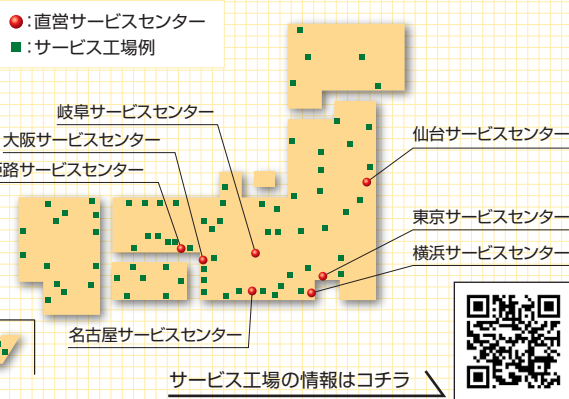 ：直営サービスセンター
：サービス工場例
岐阜サービスセンター
大阪サービスセンター
路サービスセンター
仙台サービスセンター
東京サービスセンター
横浜サービスセンター
名古屋サービスセンター
サービス工場の情報はコチラ